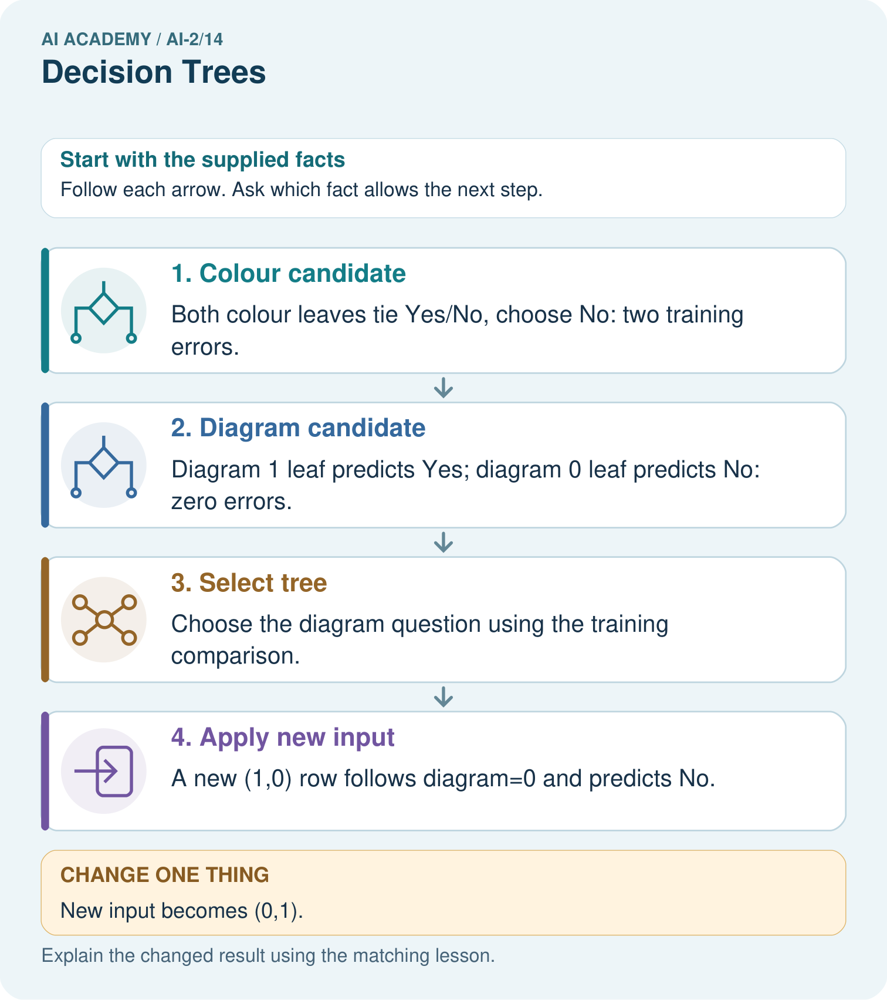 AI ACADEMY / AI-2/14
Decision Trees
Start with the supplied facts
Follow each arrow. Ask which fact allows the next step.
1. Colour candidate
Both colour leaves tie Yes/No, choose No: two training
errors.
2. Diagram candidate
Diagram 1 leaf predicts Yes; diagram 0 leaf predicts No:
zero errors.
3. Select tree
Choose the diagram question using the training
comparison.
4. Apply new input
A new (1,0) row follows diagram=0 and predicts No.
CHANGE ONE THING
New input becomes (0,1).
Explain the changed result using the matching lesson.